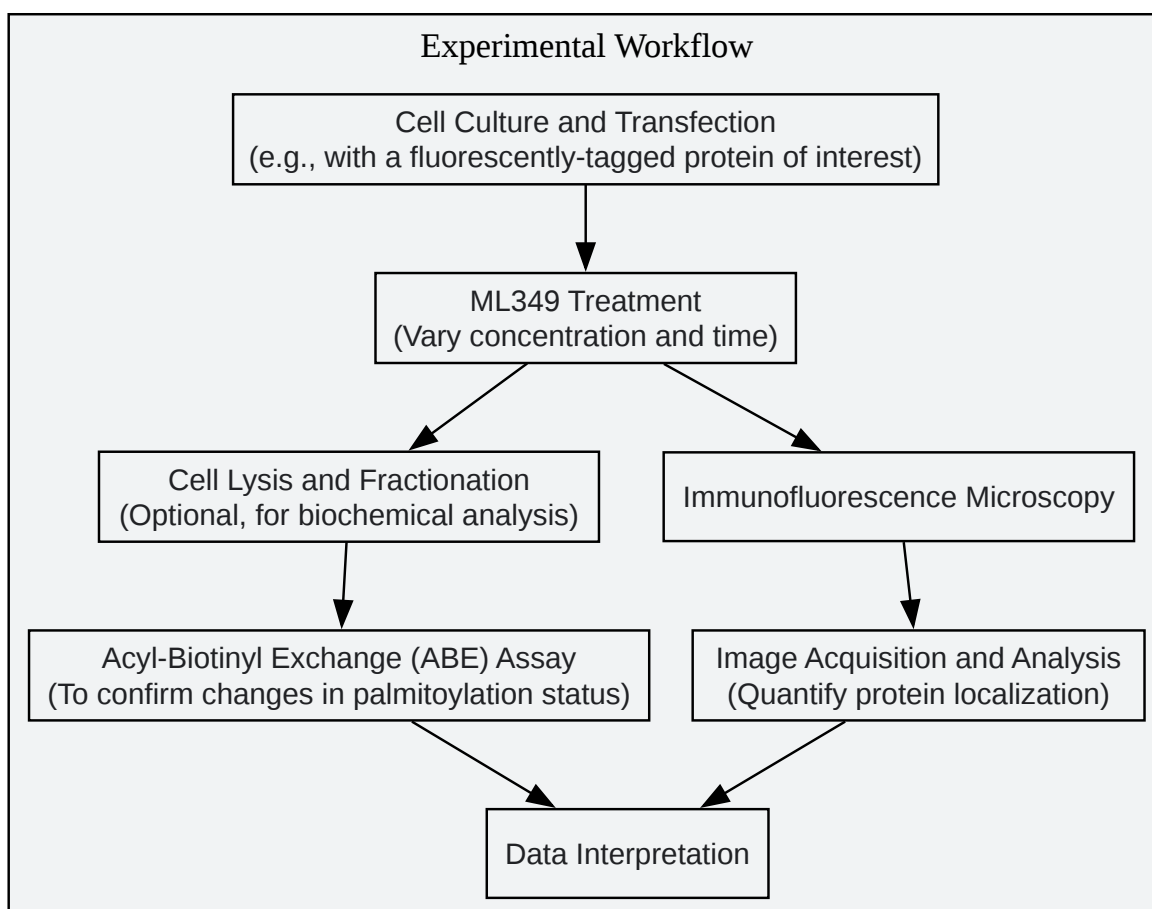 Experimental Workflow
Cell Culture and Transfection
(e.g., with a fluorescently-tagged protein of interest)
ML349 Treatment
(Vary concentration and time)
Cell Lysis and Fractionation
(Optional, for biochemical analysis)
Immunofluorescence Microscopy
Acyl-Biotinyl Exchange (ABE) Assay
(To confirm changes in palmitoylation status)
Image Acquisition and Analysis
(Quantify protein localization)
Data Interpretation